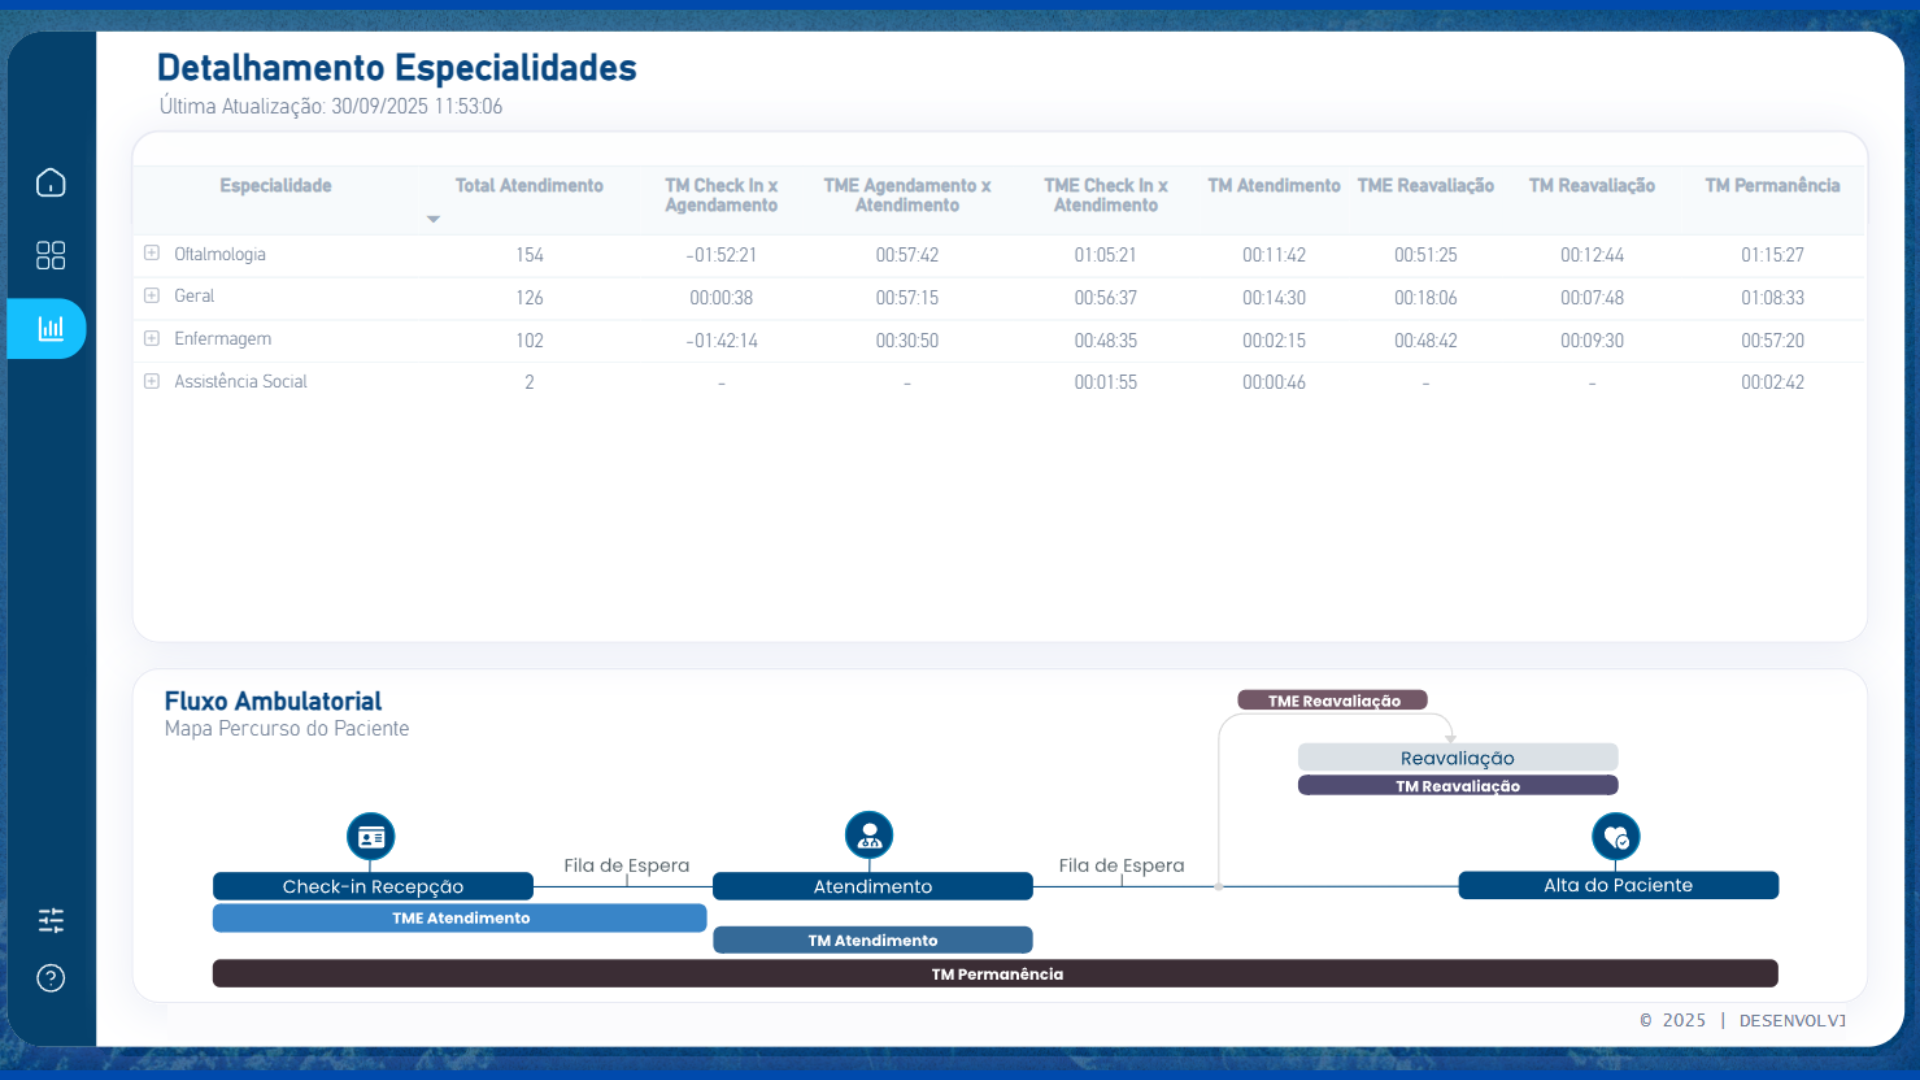 Detalhamento Especialidades
Última Atualização: 30/09/2025 11:53:06
Especialidade Total Atendimento TM Check In x Agendamento TME Agendamento x Atendimento TME Check In x Atendimento TM Atendimento TME Reavaliação TM Reavaliação TM Permanência
Oftalmologia 154 -01:52:21 00:57:42 01:05:21 00:11:42 00:51:25 00:12:44 01:15:27
Geral 126 00:00:38 00:57:15 00:56:37 00:14:30 00:18:06 00:07:48 01:08:33
Enfermagem 102 -01:42:14 00:30:50 00:48:35 00:02:15 00:48:42 00:09:30 00:57:20
Assistência Social 2 - - 00:01:55 00:00:46 - - 00:02:42
Fluxo Ambulatorial
Mapa Percurso do Paciente
TME Reavaliação
Reavaliação
TM Reavaliação
Fila de Espera
Fila de Espera
Check-in Recepção
Atendimento
Alta do Paciente
TME Atendimento
TM Atendimento
TM Permanência
© 2025 | DESENVOLV